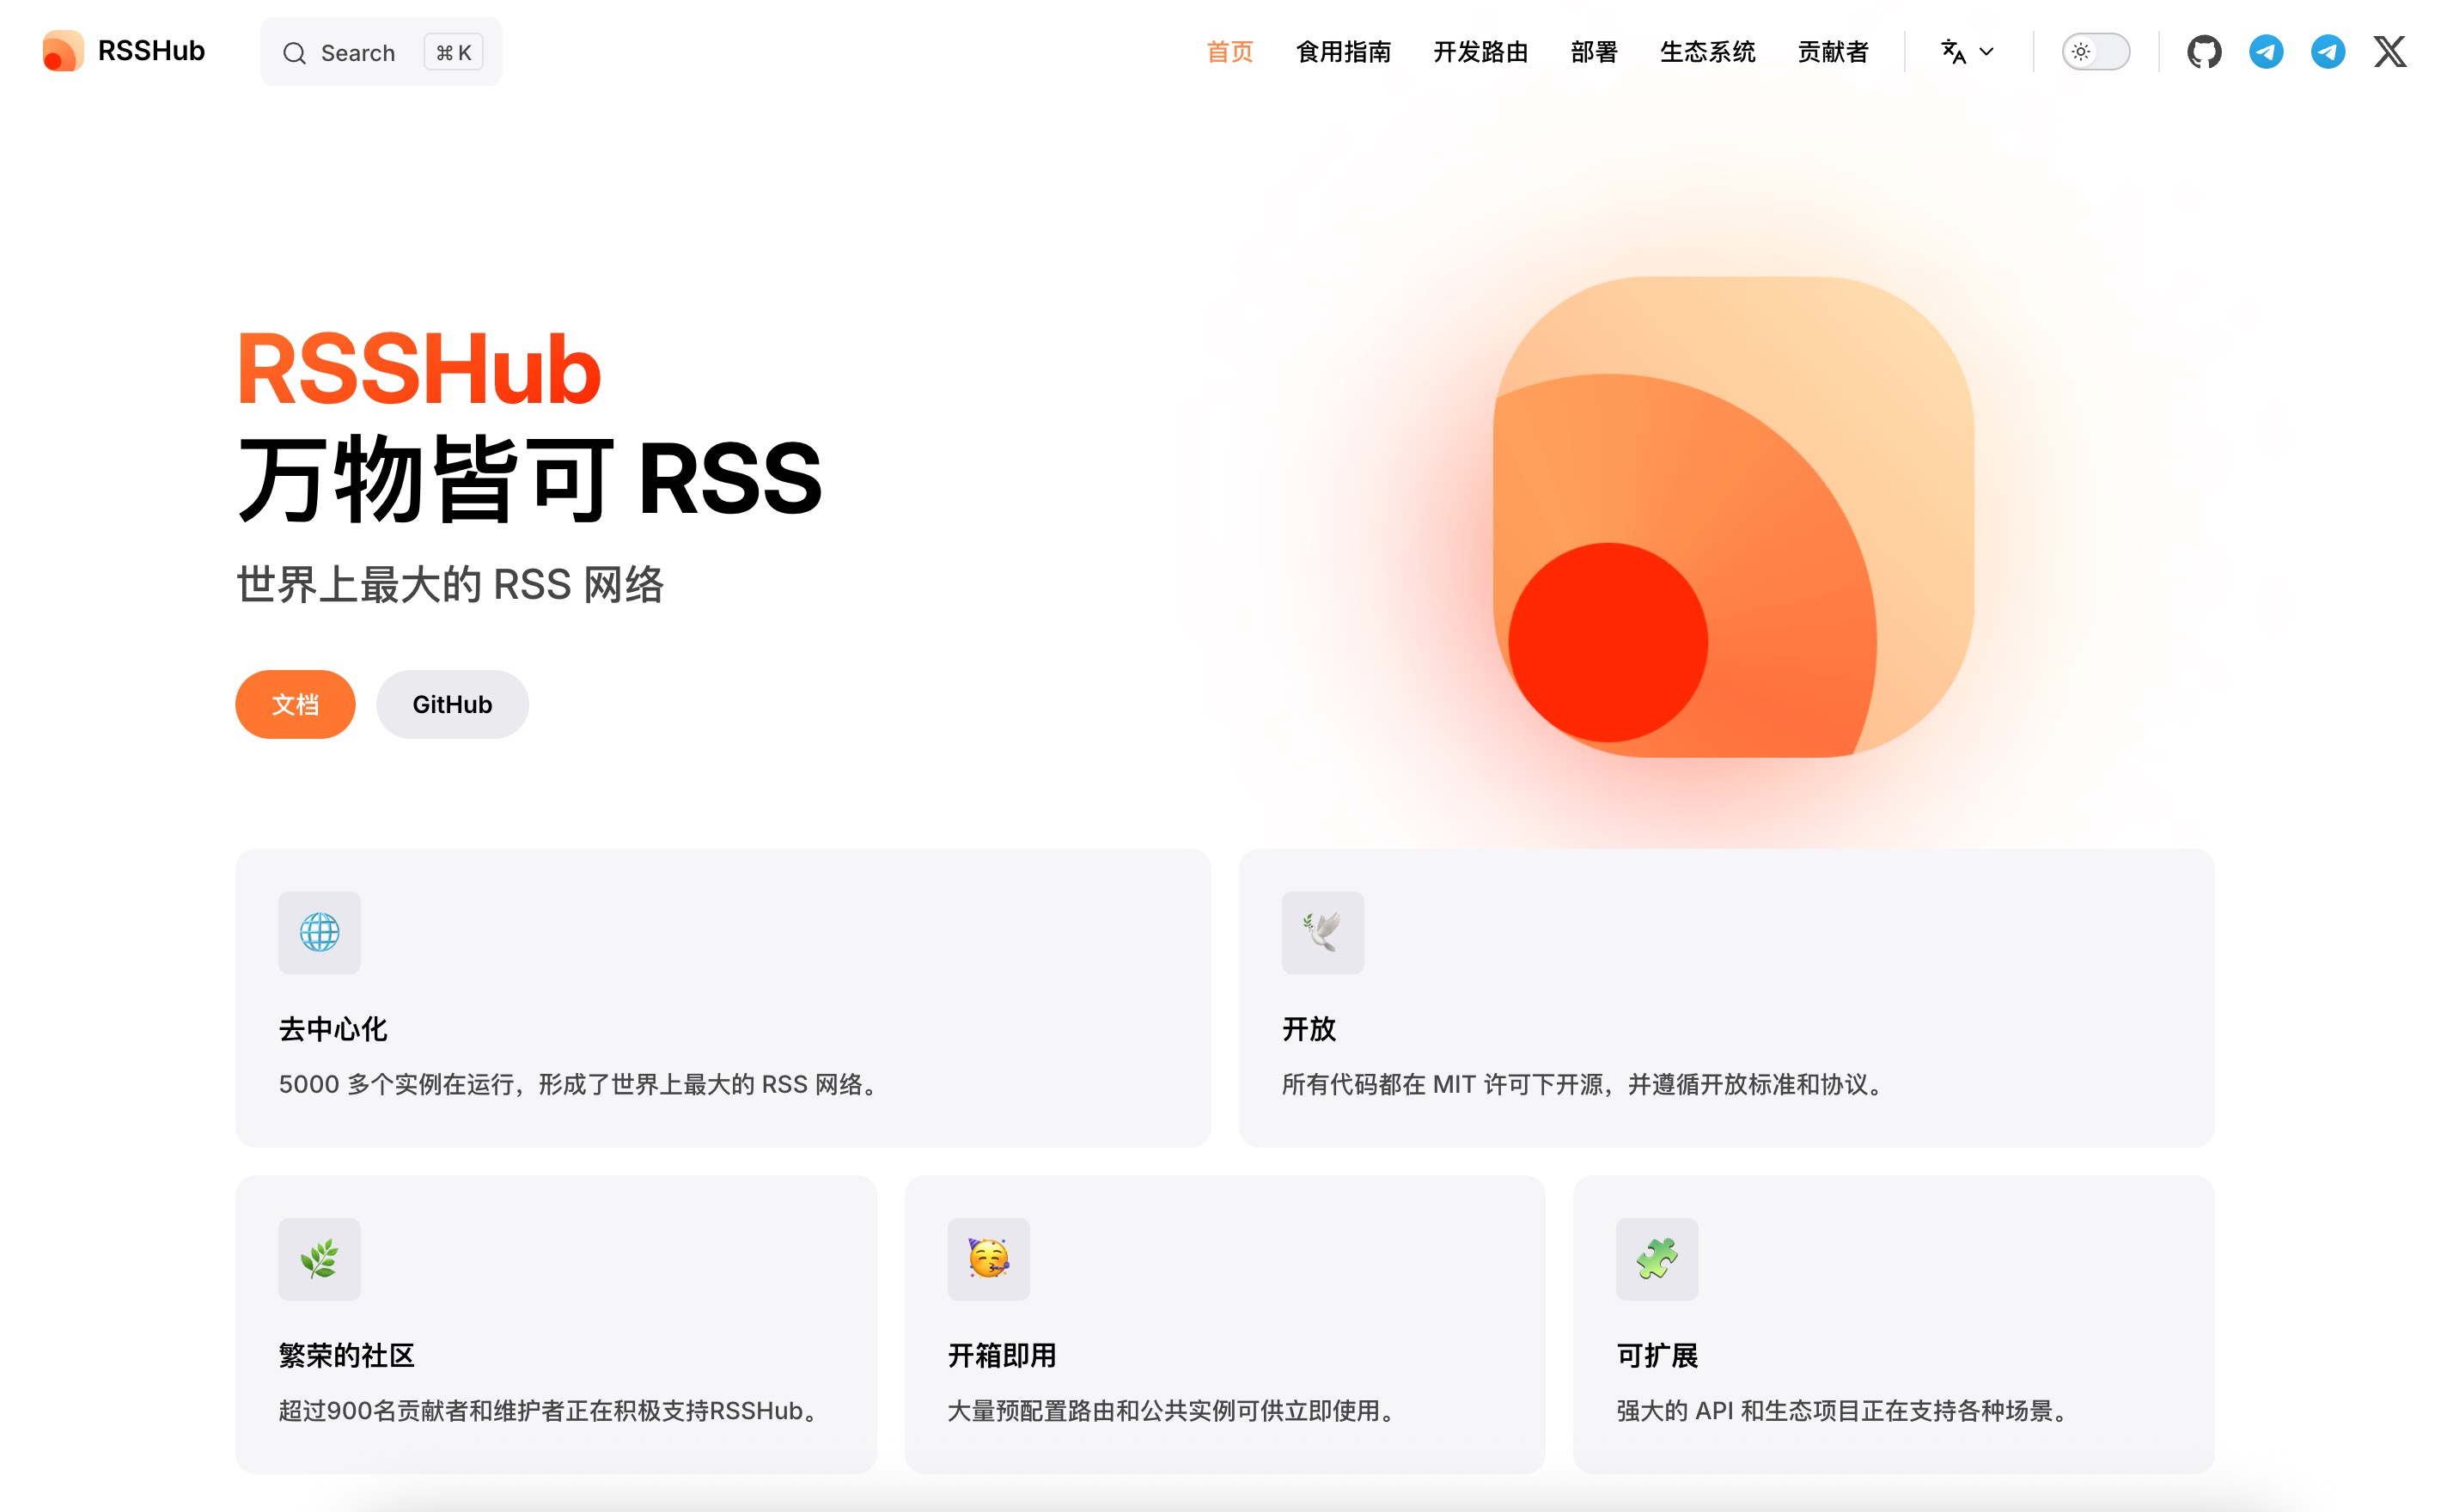 RSSHub
Search ⌘ K
首页 食用指南 开发路由 部署 生态系统 贡献者
RSSHub
万物皆可 RSS
世界上最大的 RSS 网络
文档 GitHub
去中心化
5000 多个实例在运行，形成了世界上最大的 RSS 网络。
开放
所有代码都在 MIT 许可下开源，并遵循开放标准和协议。
繁荣的社区
超过900名贡献者和维护者正在积极支持RSSHub。
开箱即用
大量预配置路由和公共实例可供立即使用。
可扩展
强大的 API 和生态项目正在支持各种场景。